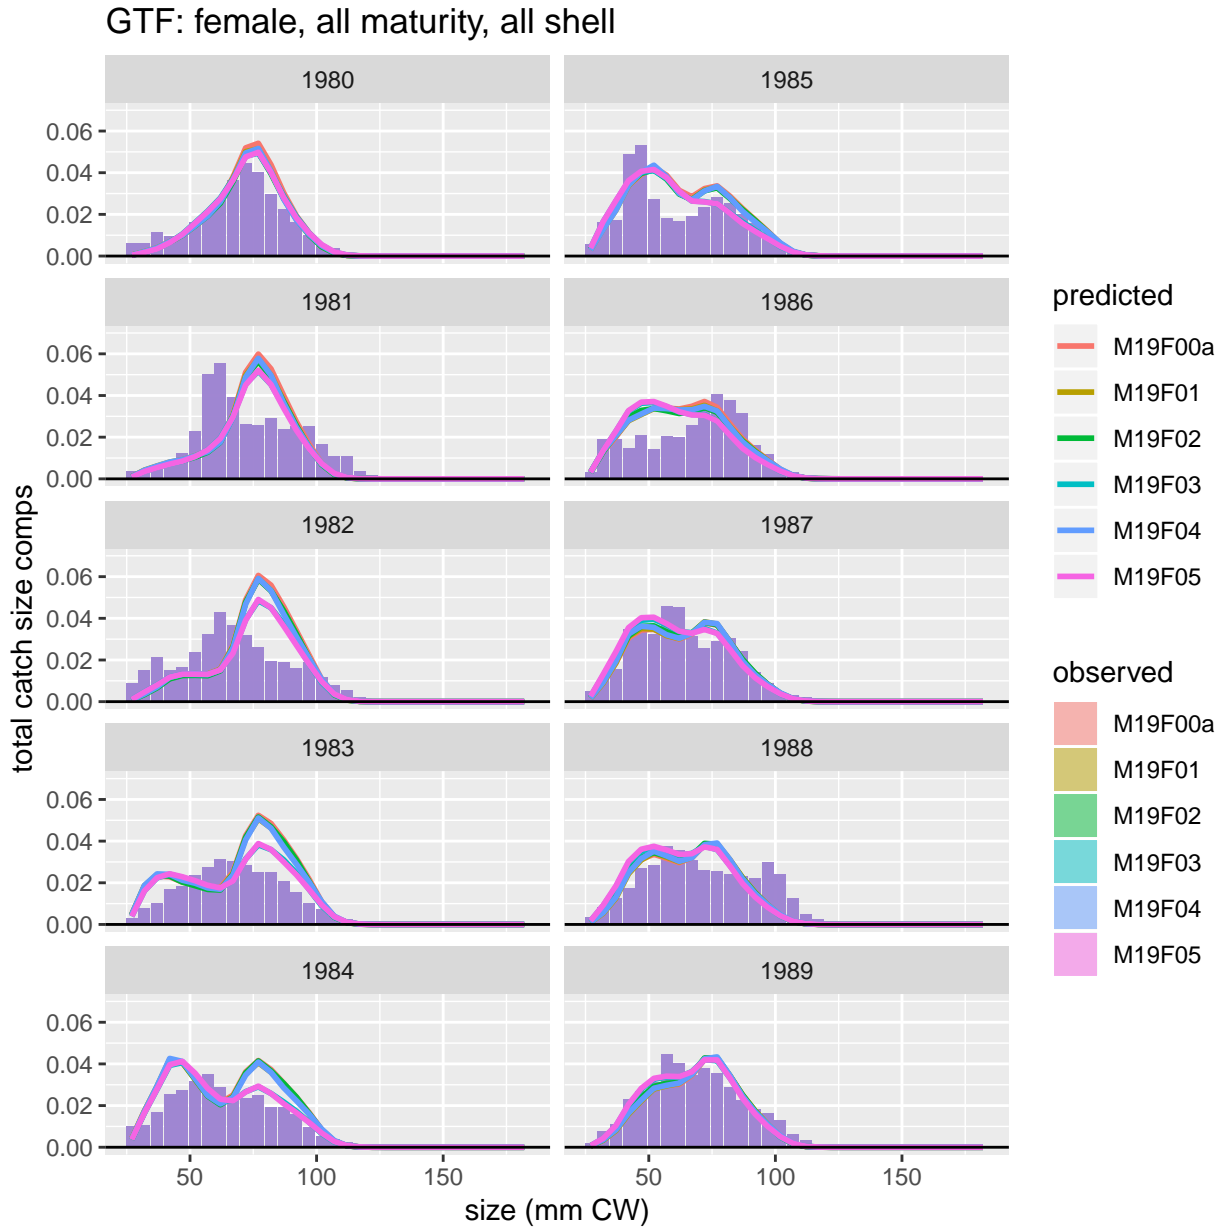 GTF: female, all maturity, all shell
total catch size comps
1980
0.06
0.04
0.02
0.00
1981
0.06
0.04
0.02
0.00
1982
0.06
0.04
0.02
0.00
1983
0.06
0.04
0.02
0.00
1984
0.06
0.04
0.02
0.00
50 100 150
1985
1986
1987
1988
1989
50 100 150
size (mm CW)
predicted
M19F00a
M19F01
M19F02
M19F03
M19F04
M19F05
observed
M19F00a
M19F01
M19F02
M19F03
M19F04
M19F05